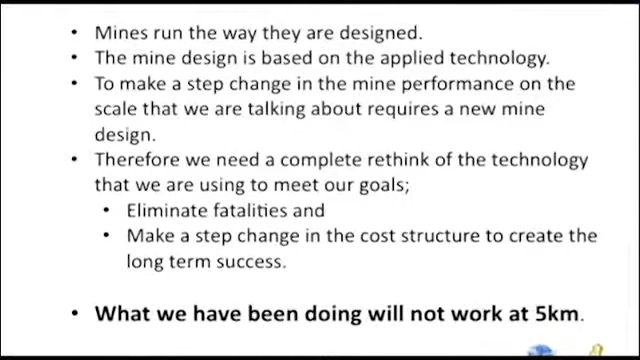 • Mines run the way they are designed.
• The mine design is based on the applied technology.
• To make a step change in the mine performance on the
scale that we are talking about requires a new mine
design.
• Therefore we need a complete rethink of the technology
that we are using to meet our goals;
• Eliminate fatalities and
• Make a step change in the cost structure to create the
long term success.
• What we have been doing will not work at 5km.